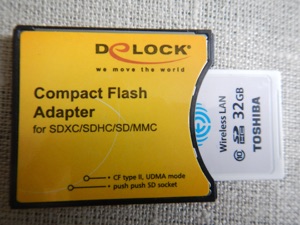 DeLOCK®
we move the world
Compact Flash
Adapter
for SDXC/SDHC/SD/MMC
CF type II, UDMA mode
push push SD socket
Wireless LAN
32GB
TOSHIBA